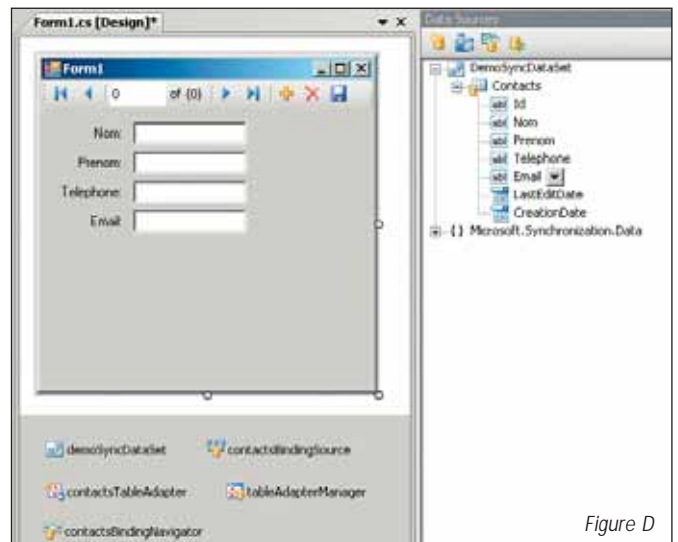 Form1.cs [Design]*
Form1
0 of {0}
Nom:
Prenom:
Telephone:
Email:
demoSyncDataSet
contactsBindingSource
contactsTableAdapter
tableAdapterManager
contactsBindingNavigator
Data Sources
DemoSyncDataSet
Contacts
Id
Nom
Prenom
Telephone
Email
LastEditDate
CreationDate
{ } Microsoft.Synchronization.Data
Figure D